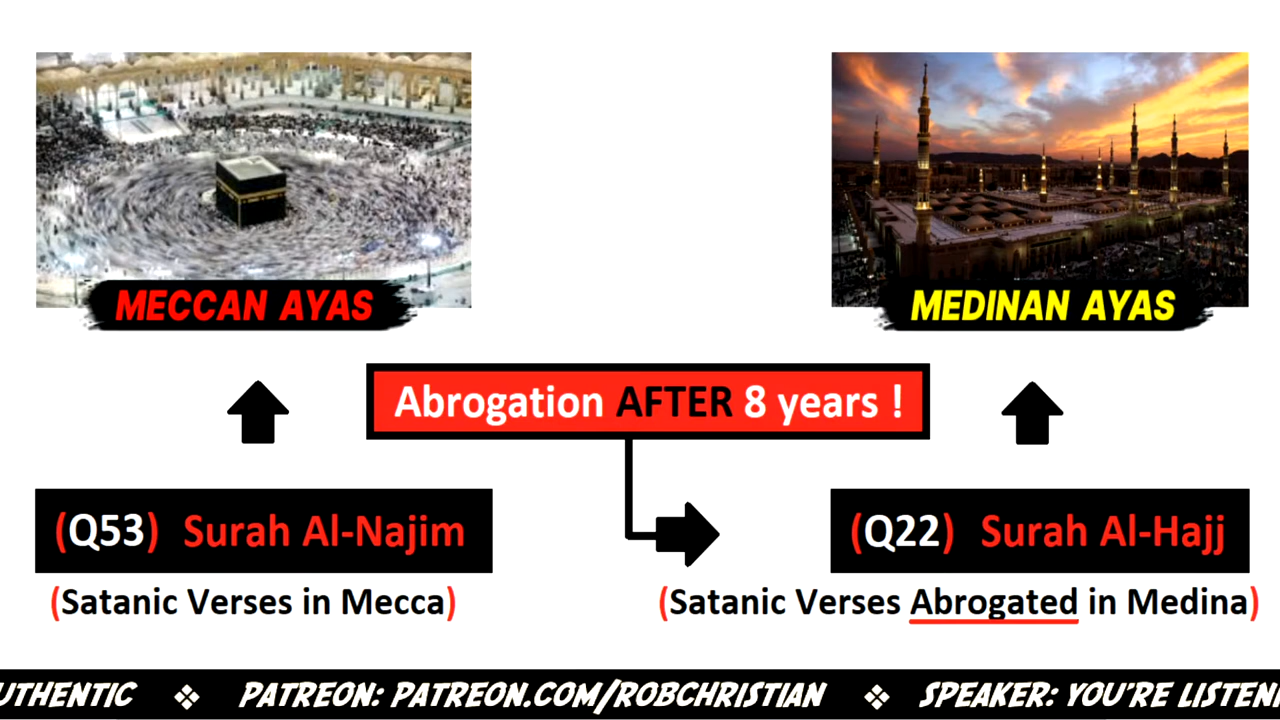 MECCAN AYAS
MEDINAN AYAS
Abrogation AFTER 8 years !
(Q53) Surah Al-Najim
(Q22) Surah Al-Hajj
(Satanic Verses in Mecca)
(Satanic Verses Abrogated in Medina)
UTHENTIC ❖ PATREON: PATREON.COM/ROBCHRISTIAN ❖ SPEAKER: YOU'RE LISTEN